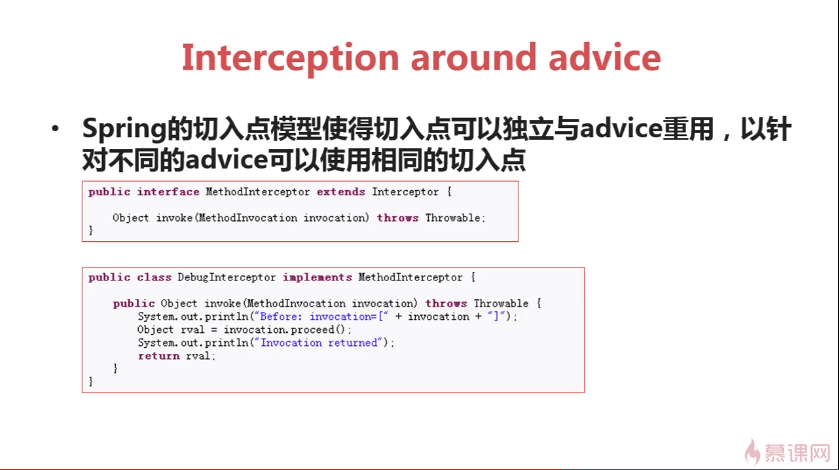 Interception around advice
• Spring的切入点模型使得切入点可以独立与advice重用，以针
对不同的advice可以使用相同的切入点
public interface MethodInterceptor extends Interceptor {
Object invoke(MethodInvocation invocation) throws Throwable;
}
public class DebugInterceptor implements MethodInterceptor {
public Object invoke(MethodInvocation invocation) throws Throwable {
System.out.println("Before: invocation=[" + invocation + "]");
Object rval = invocation.proceed();
System.out.println("Invocation returned");
return rval;
}
}
慕课网